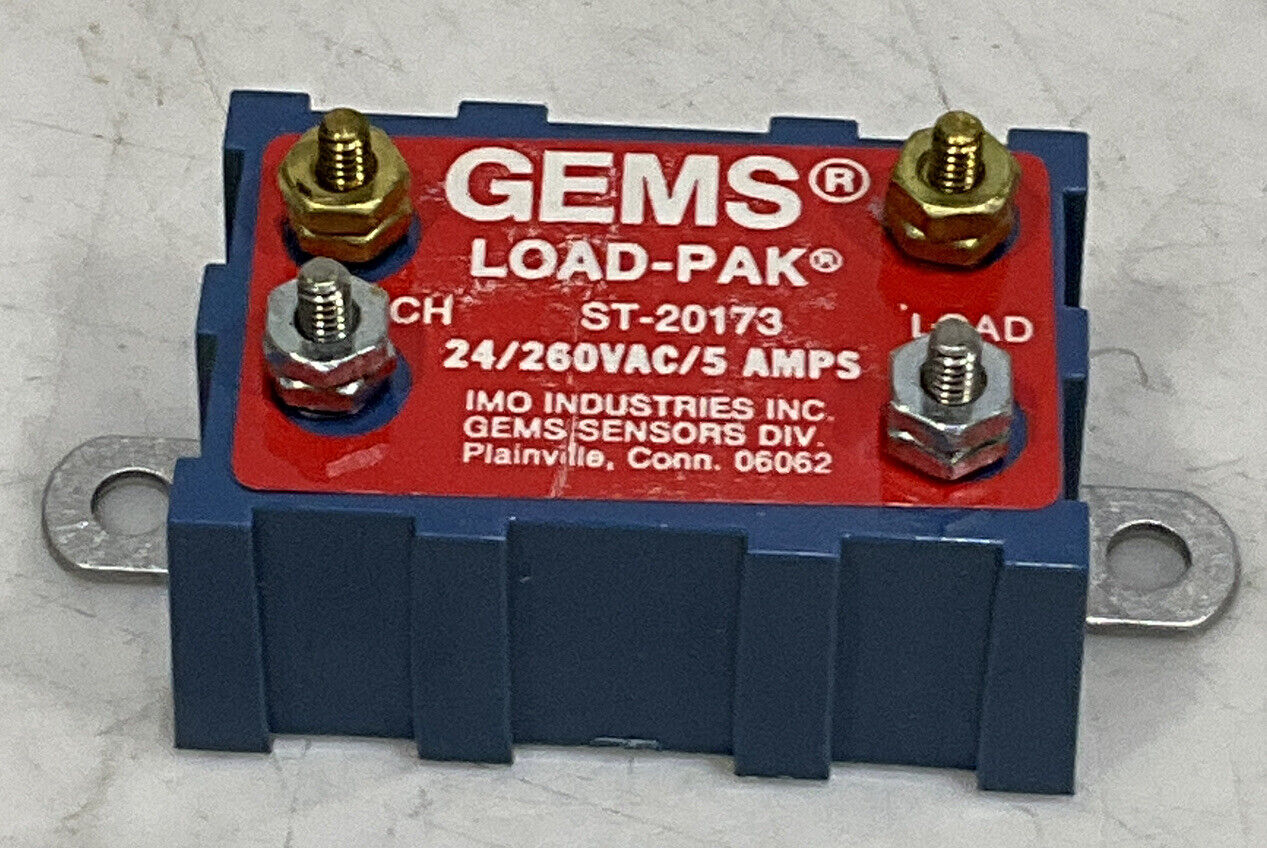 GEMS®
LOAD-PAK®
CH ST-20173 LOAD
24/260VAC/5 AMPS
IMO INDUSTRIES INC.
GEMS SENSORS DIV.
Plainville, Conn. 06062